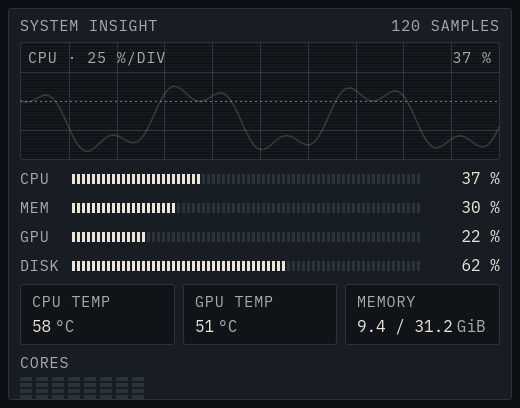 SYSTEM INSIGHT 120 SAMPLES
CPU · 25 %/DIV 37 %
CPU 37 %
MEM 30 %
GPU 22 %
DISK 62 %
CPU TEMP GPU TEMP MEMORY
58 °C 51 °C 9.4 / 31.2 GiB
CORES